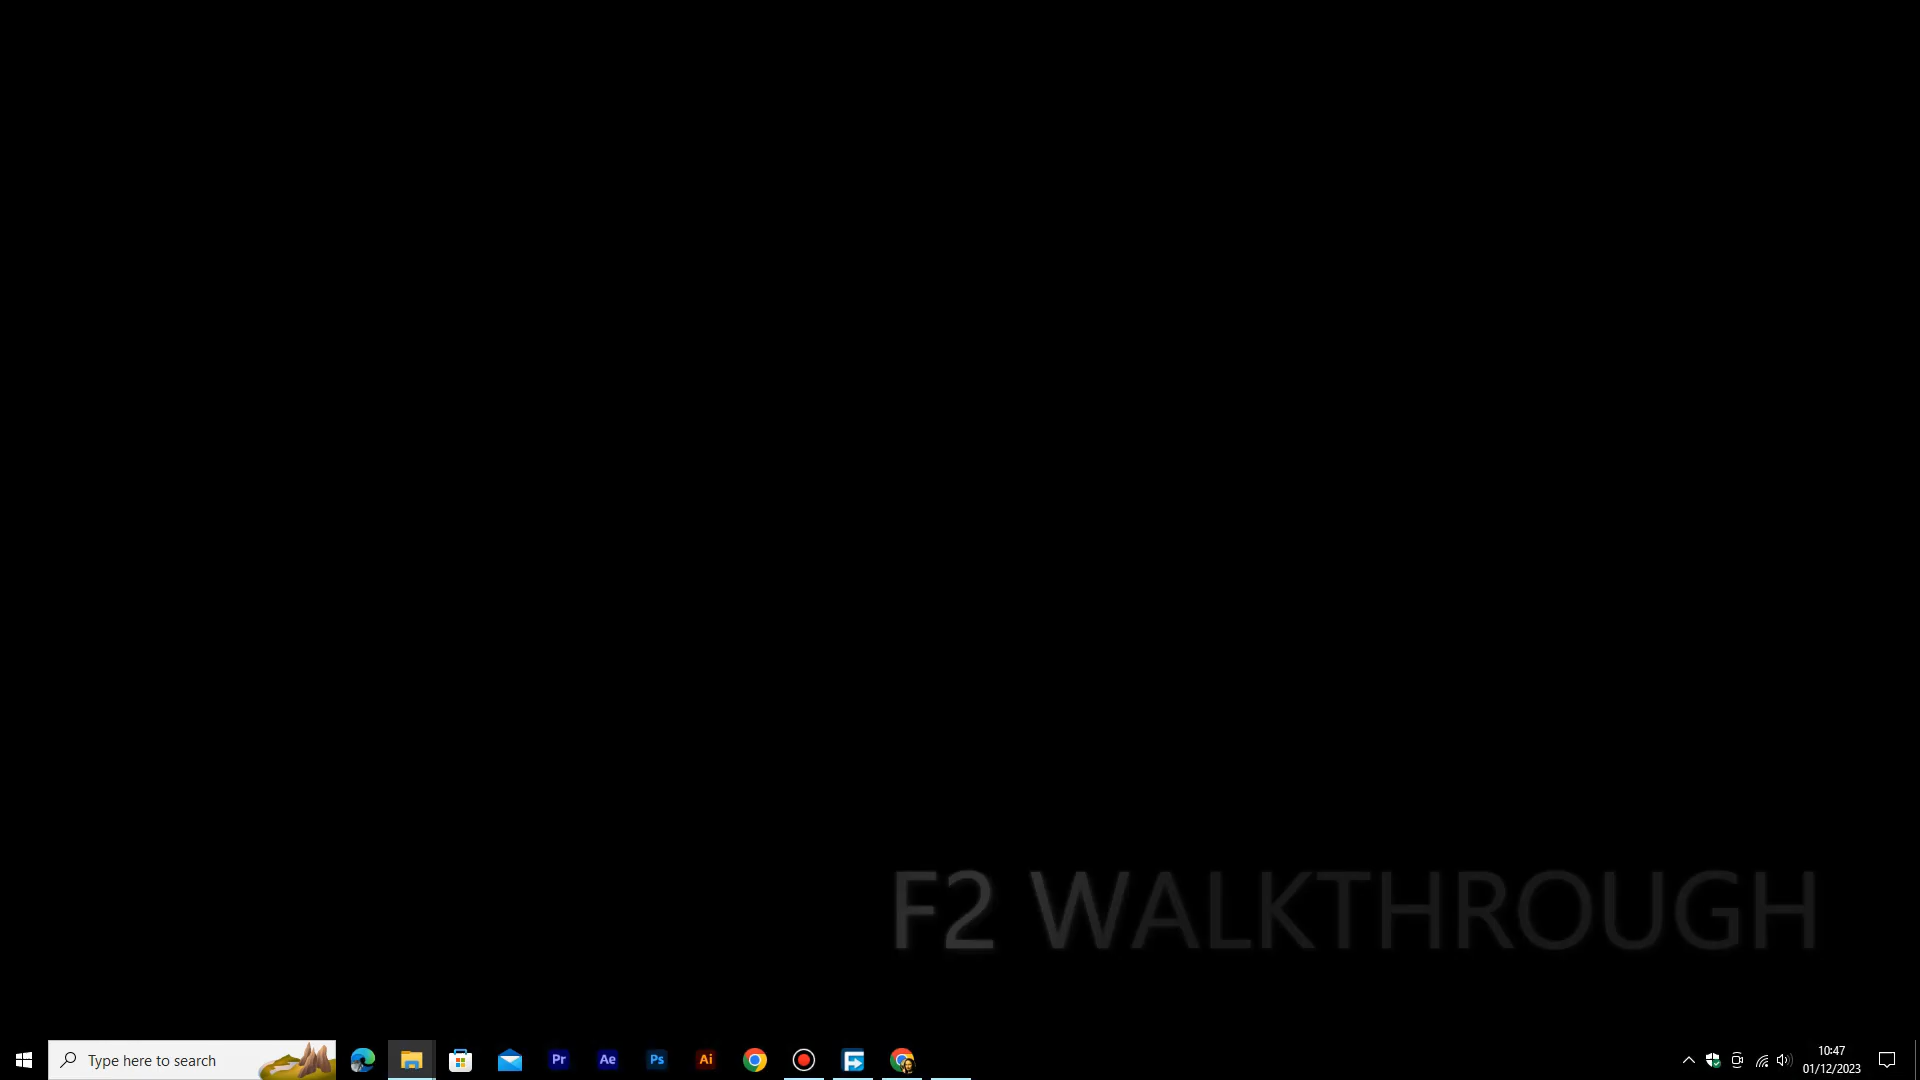 F2 WALKTHROUGH
Type here to search
Pr
Ae
Ps
Ai
10:47
01/12/2023